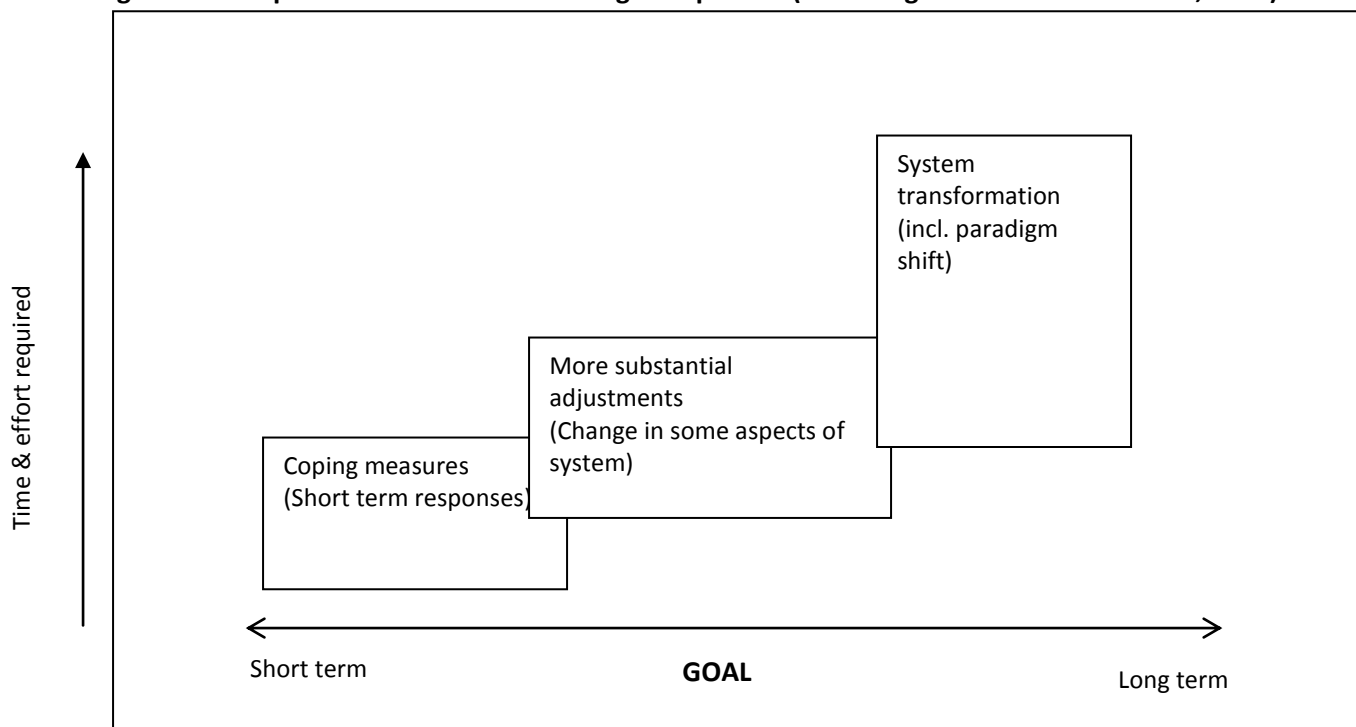 System
transformation
(incl. paradigm
shift)
Time & effort required
More substantial
adjustments
(Change in some aspects of
system)
Coping measures
(Short term responses)
Short term
GOAL
Long term